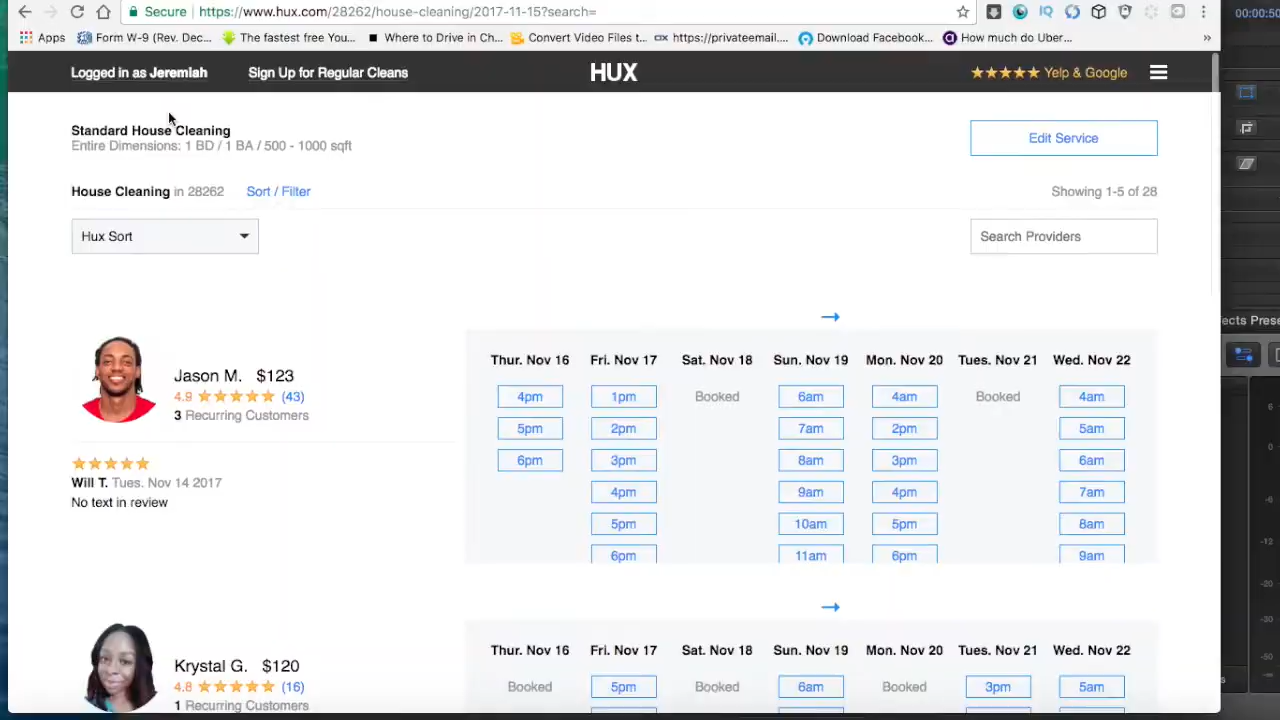 Secure https://www.hux.com/28262/house-cleaning/2017-11-15?search=
00:00:50
Apps Form W-9 (Rev. Dec... The fastest free You... Where to Drive in Ch... Convert Video Files t... https://privateemail.... Download Facebook... How much do Uber... »
Logged in as Jeremiah Sign Up for Regular Cleans HUX Yelp & Google
Standard House Cleaning
Entire Dimensions: 1 BD / 1 BA / 500 - 1000 sqft
Edit Service
House Cleaning in 28262 Sort / Filter Showing 1-5 of 28
Hux Sort Search Providers
→
ffects Prese
Thur. Nov 16 Fri. Nov 17 Sat. Nov 18 Sun. Nov 19 Mon. Nov 20 Tues. Nov 21 Wed. Nov 22
Jason M. $123
4.9 ★★★★★ (43)
3 Recurring Customers
4pm 1pm Booked 6am 4am Booked 4am
5pm 2pm 7am 2pm 5am
6pm 3pm 8am 3pm 6am
4pm 9am 4pm 7am
5pm 10am 5pm 8am
6pm 11am 6pm 9am
★★★★★
Will T. Tues. Nov 14 2017
No text in review
→
Thur. Nov 16 Fri. Nov 17 Sat. Nov 18 Sun. Nov 19 Mon. Nov 20 Tues. Nov 21 Wed. Nov 22
Krystal G. $120
4.8 ★★★★★ (16)
1 Recurring Customers
Booked 5pm Booked 6am Booked 3pm 5am